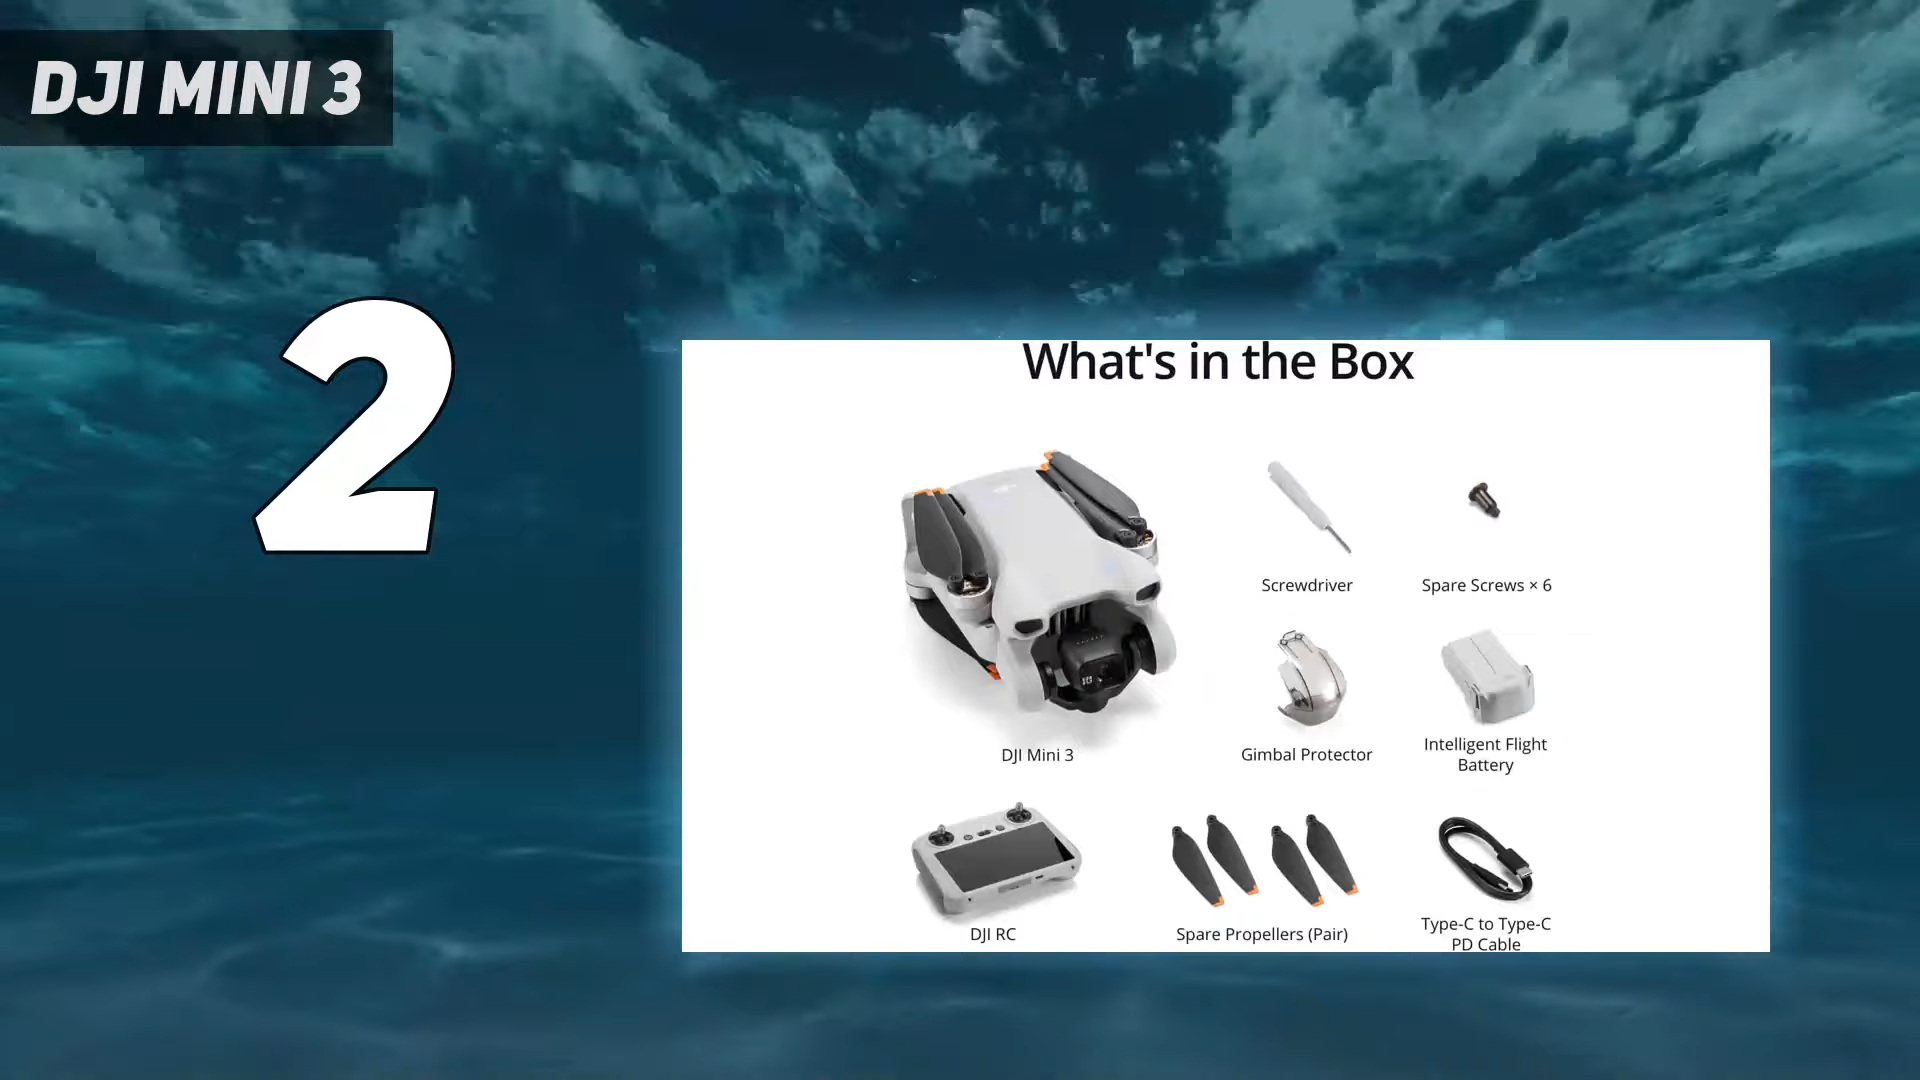 DJI MINI 3
2
What's in the Box
Screwdriver
Spare Screws × 6
DJI Mini 3
Gimbal Protector
Intelligent Flight
Battery
DJI RC
Spare Propellers (Pair)
Type-C to Type-C
PD Cable